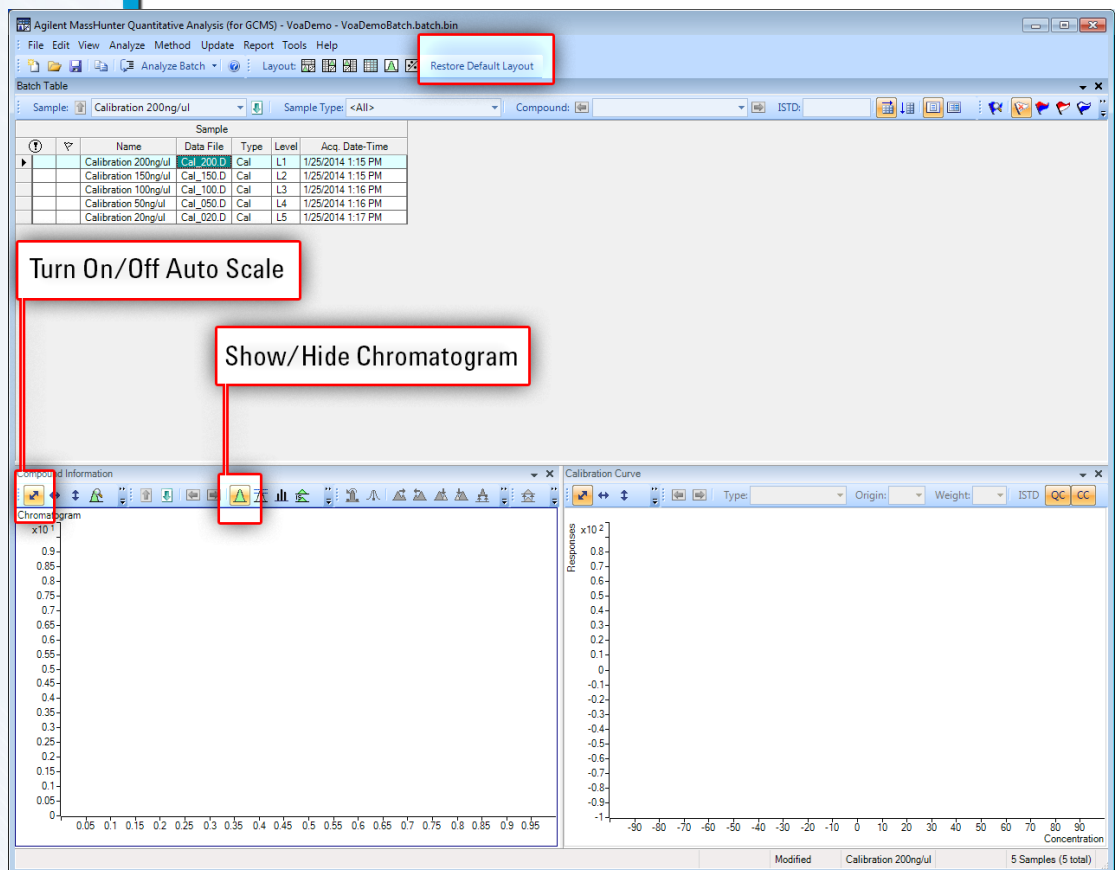 Agilent MassHunter Quantitative Analysis (for GCMS) - VoaDemo - VoaDemoBatch.batch.bin
File Edit View Analyze Method Update Report Tools Help
Analyze Batch Layout: Restore Default Layout
Batch Table
Sample: Calibration 200ng/ul Sample Type: <All> Compound: ISTD:
Sample
Name Data File Type Level Acq. Date-Time
Calibration 200ng/ul Cal_200.D Cal L1 1/25/2014 1:15 PM
Calibration 150ng/ul Cal_150.D Cal L2 1/25/2014 1:15 PM
Calibration 100ng/ul Cal_100.D Cal L3 1/25/2014 1:16 PM
Calibration 50ng/ul Cal_050.D Cal L4 1/25/2014 1:16 PM
Calibration 20ng/ul Cal_020.D Cal L5 1/25/2014 1:17 PM
Turn On/Off Auto Scale
Show/Hide Chromatogram
Compound Information
Chromatogram
x10 1
0.9
0.85
0.8
0.75
0.7
0.65
0.6
0.55
0.5
0.45
0.4
0.35
0.3
0.25
0.2
0.15
0.1
0.05
0
0.05 0.1 0.15 0.2 0.25 0.3 0.35 0.4 0.45 0.5 0.55 0.6 0.65 0.7 0.75 0.8 0.85 0.9 0.95
Calibration Curve
Type: Origin: Weight: ISTD QC CC
Responses
x10 2
0.8
0.7
0.6
0.5
0.4
0.3
0.2
0.1
0
-0.1
-0.2
-0.3
-0.4
-0.5
-0.6
-0.7
-0.8
-0.9
-1
-90 -80 -70 -60 -50 -40 -30 -20 -10 0 10 20 30 40 50 60 70 80 90
Concentration
Modified Calibration 200ng/ul 5 Samples (5 total)